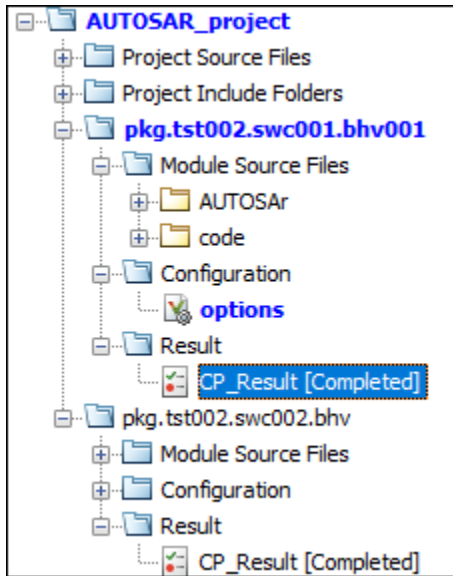 AUTOSAR_project
Project Source Files
Project Include Folders
pkg.tst002.swc001.bhv001
Module Source Files
AUTOSAr
code
Configuration
options
Result
CP_Result [Completed]
pkg.tst002.swc002.bhv
Module Source Files
Configuration
Result
CP_Result [Completed]